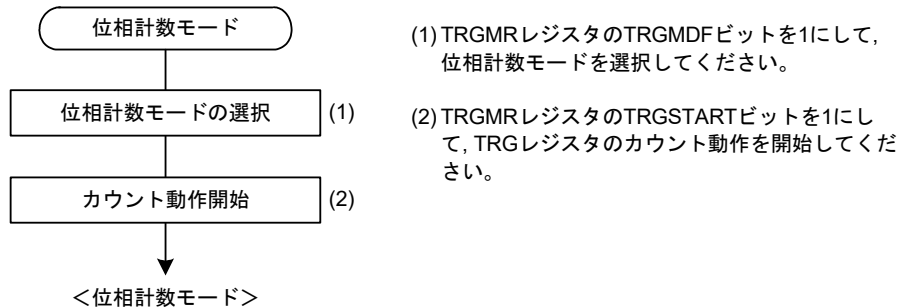 位相計数モード
位相計数モードの選択
(1)
カウント動作開始
(2)
＜位相計数モード＞
(1) TRGMRレジスタのTRGMDFビットを1にして,
位相計数モードを選択してください。
(2) TRGMRレジスタのTRGSTARTビットを1にし
て, TRGレジスタのカウント動作を開始してくだ
さい。